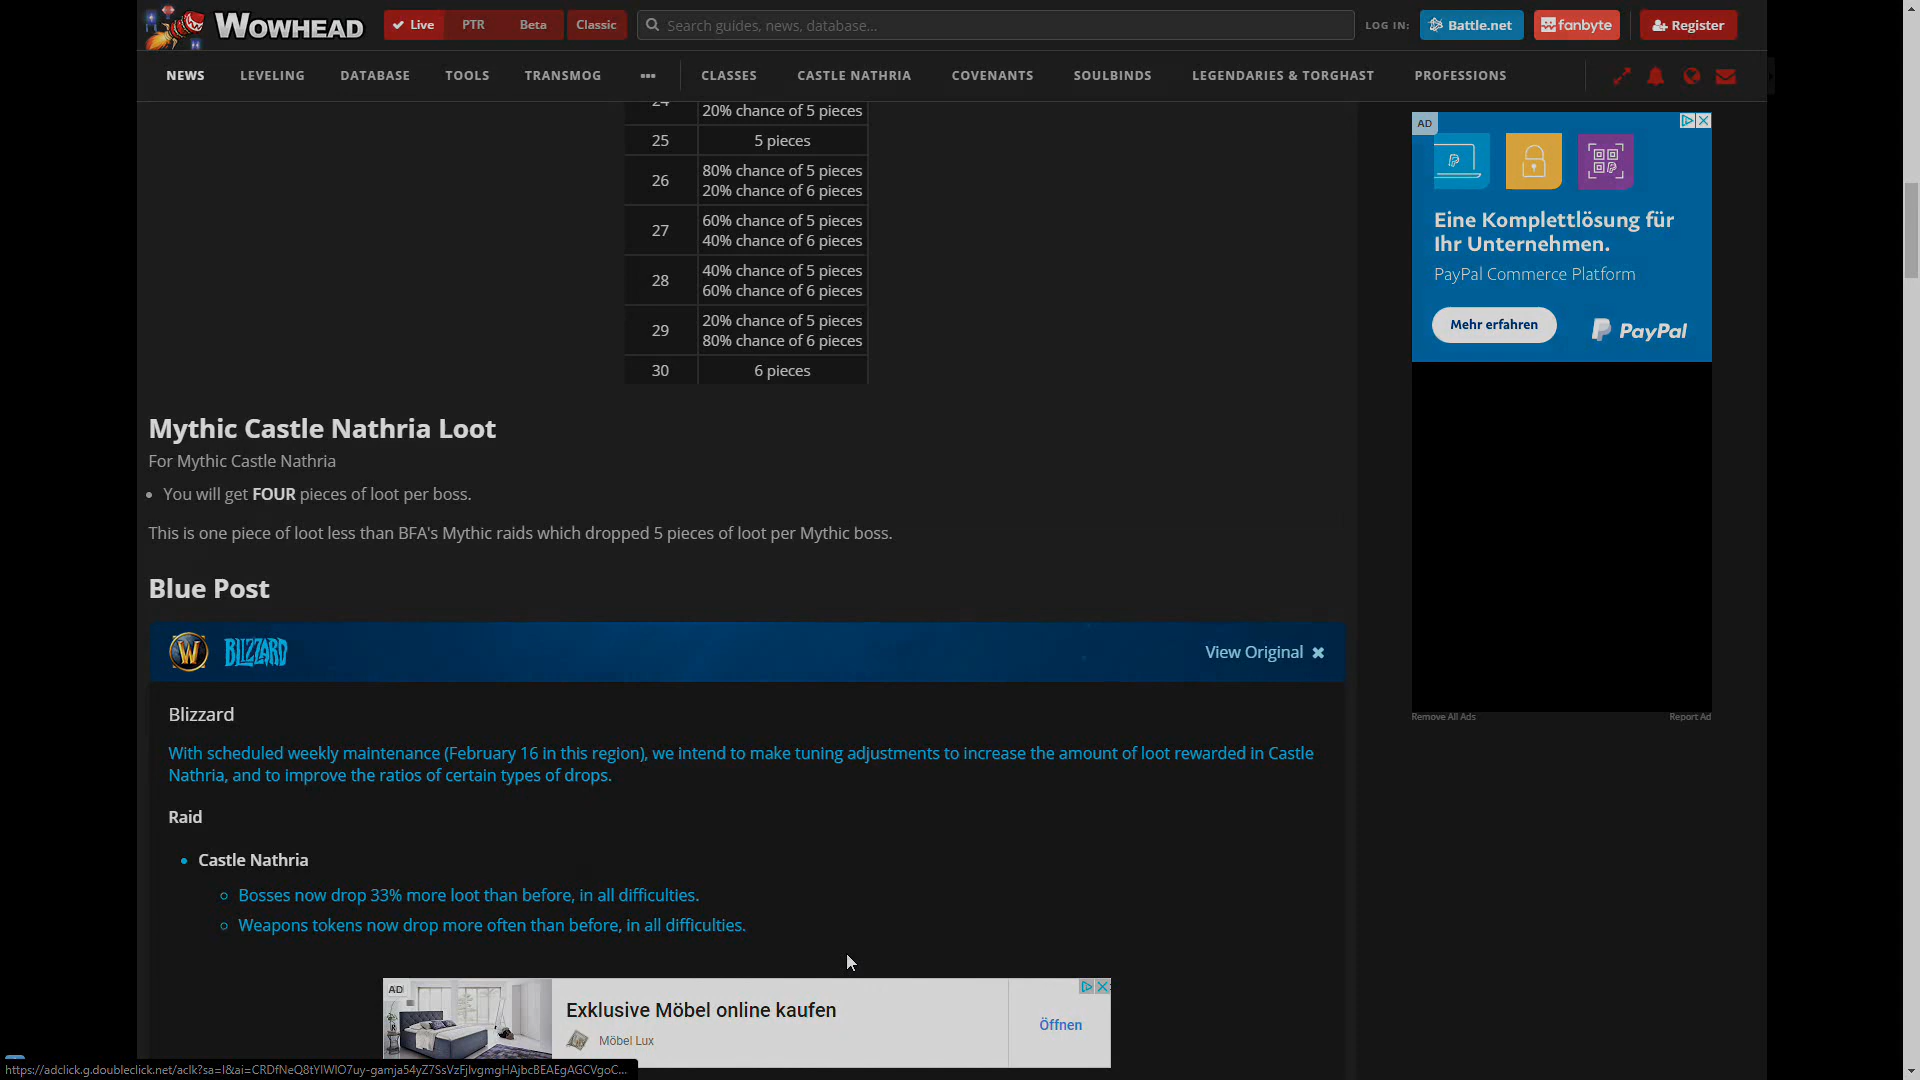 WOWHEAD
Live
PTR
Beta
Classic
Search guides, news, database...
LOG IN:
Battle.net
fanbyte
Register
NEWS
LEVELING
DATABASE
TOOLS
TRANSMOG
CLASSES
CASTLE NATHRIA
COVENANTS
SOULBINDS
LEGENDARIES & TORGHAST
PROFESSIONS
24
20% chance of 5 pieces
25
5 pieces
26
80% chance of 5 pieces
20% chance of 6 pieces
27
60% chance of 5 pieces
40% chance of 6 pieces
28
40% chance of 5 pieces
60% chance of 6 pieces
29
20% chance of 5 pieces
80% chance of 6 pieces
30
6 pieces
Mythic Castle Nathria Loot
For Mythic Castle Nathria
• You will get FOUR pieces of loot per boss.
This is one piece of loot less than BFA's Mythic raids which dropped 5 pieces of loot per Mythic boss.
Blue Post
BLIZZARD
View Original
Blizzard
With scheduled weekly maintenance (February 16 in this region), we intend to make tuning adjustments to increase the amount of loot rewarded in Castle
Nathria, and to improve the ratios of certain types of drops.
Raid
• Castle Nathria
Bosses now drop 33% more loot than before, in all difficulties.
Weapons tokens now drop more often than before, in all difficulties.
AD
Eine Komplettlösung für
Ihr Unternehmen.
PayPal Commerce Platform
Mehr erfahren
PayPal
Remove All Ads
Report Ad
AD
Exklusive Möbel online kaufen
Möbel Lux
Öffnen